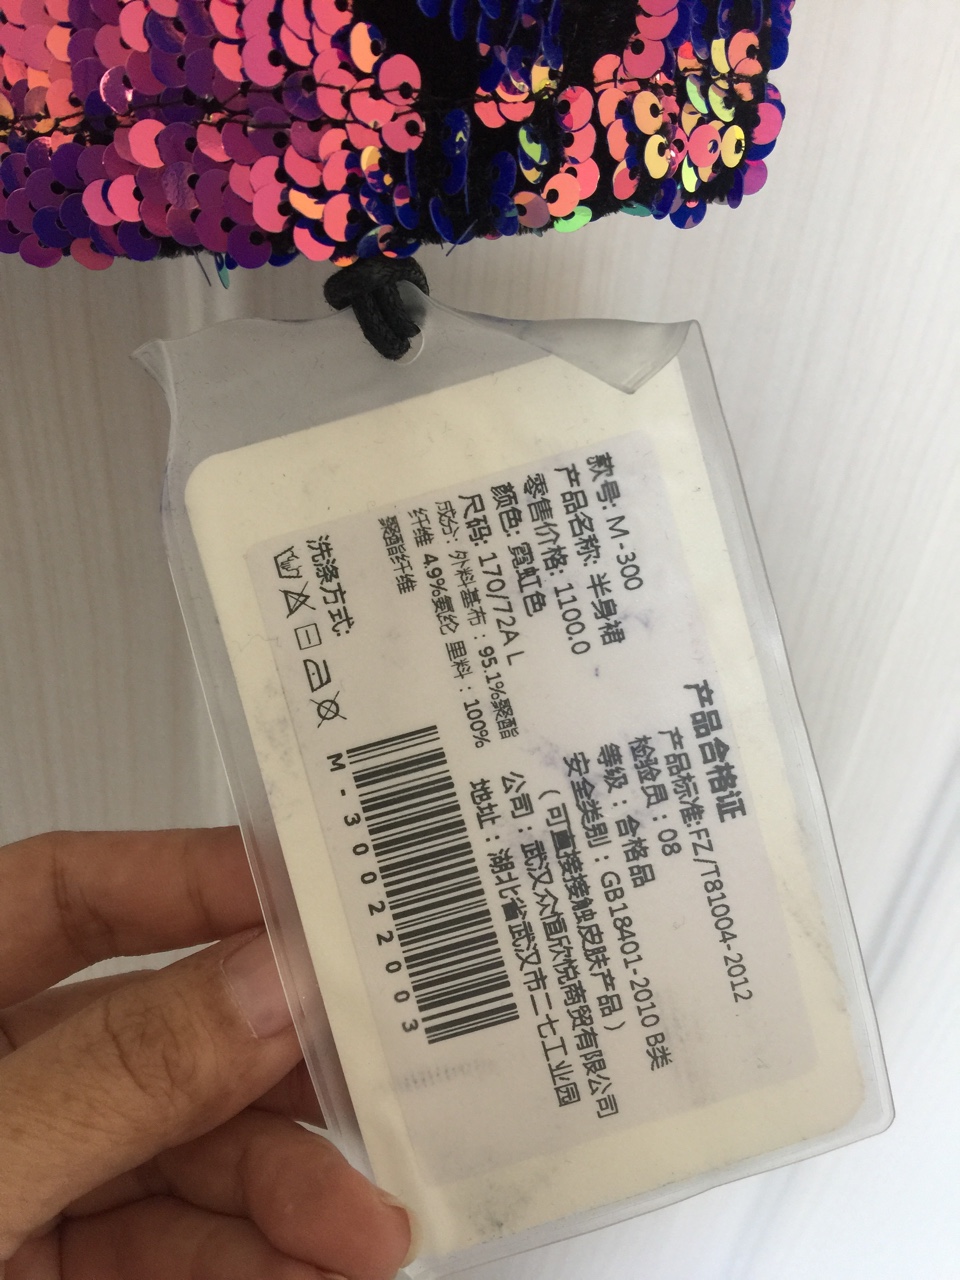 产品合格证
款号: M-300
产品名称: 半身裙
零售价格: 1100.0
颜色: 霓虹色
尺码: 170/72A L
成分: 外料基布：95.1%聚酯
纤维 4.9%氨纶 里料：100%
聚酯纤维
洗涤方式:
产品标准:FZ/T81004-2012
检验员：08
等级：合格品
安全类别：GB18401-2010 B类
（可直接接触皮肤产品）
公司：武汉众恒欣悦商贸有限公司
地址：湖北省武汉市二七工业园
M-3002003